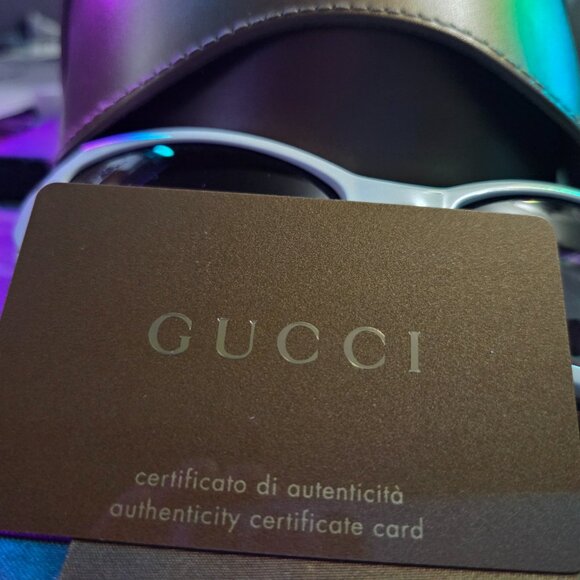 GUCCI
certificato di autenticità
authenticity certificate card